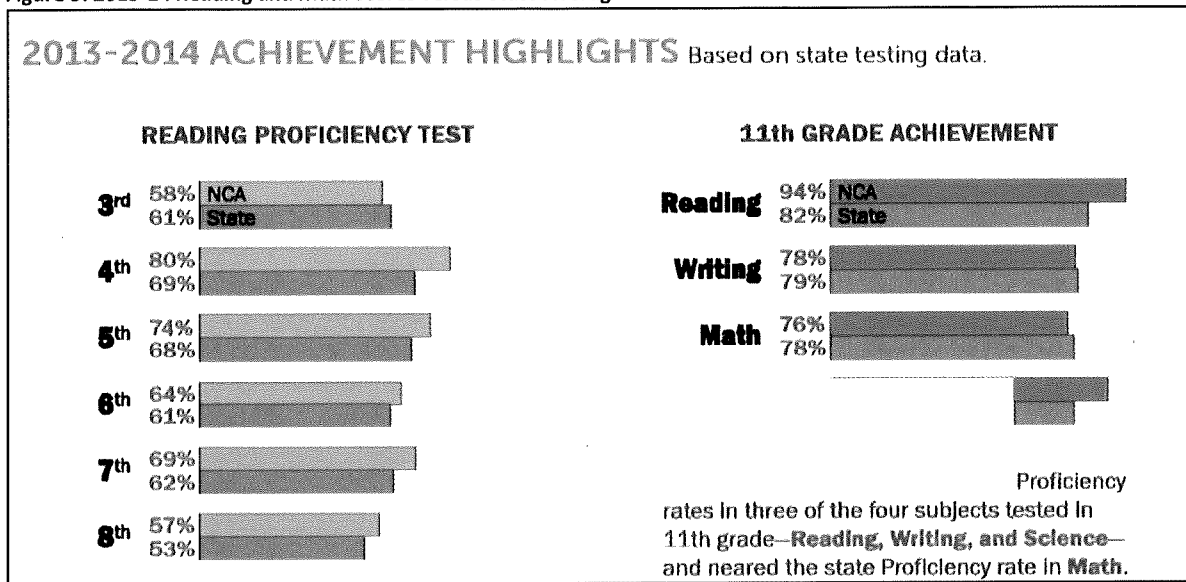 2013-2014 ACHIEVEMENT HIGHLIGHTS Based on state testing data.
READING PROFICIENCY TEST
3rd 58% NCA
61% State
4th 80%
69%
5th 74%
68%
6th 64%
61%
7th 69%
62%
8th 57%
53%
11th GRADE ACHIEVEMENT
Reading 94% NCA
82% State
Writing 78%
79%
Math 76%
78%
Proficiency
rates in three of the four subjects tested in
11th grade—Reading, Writing, and Science—
and neared the state Proficiency rate in Math.